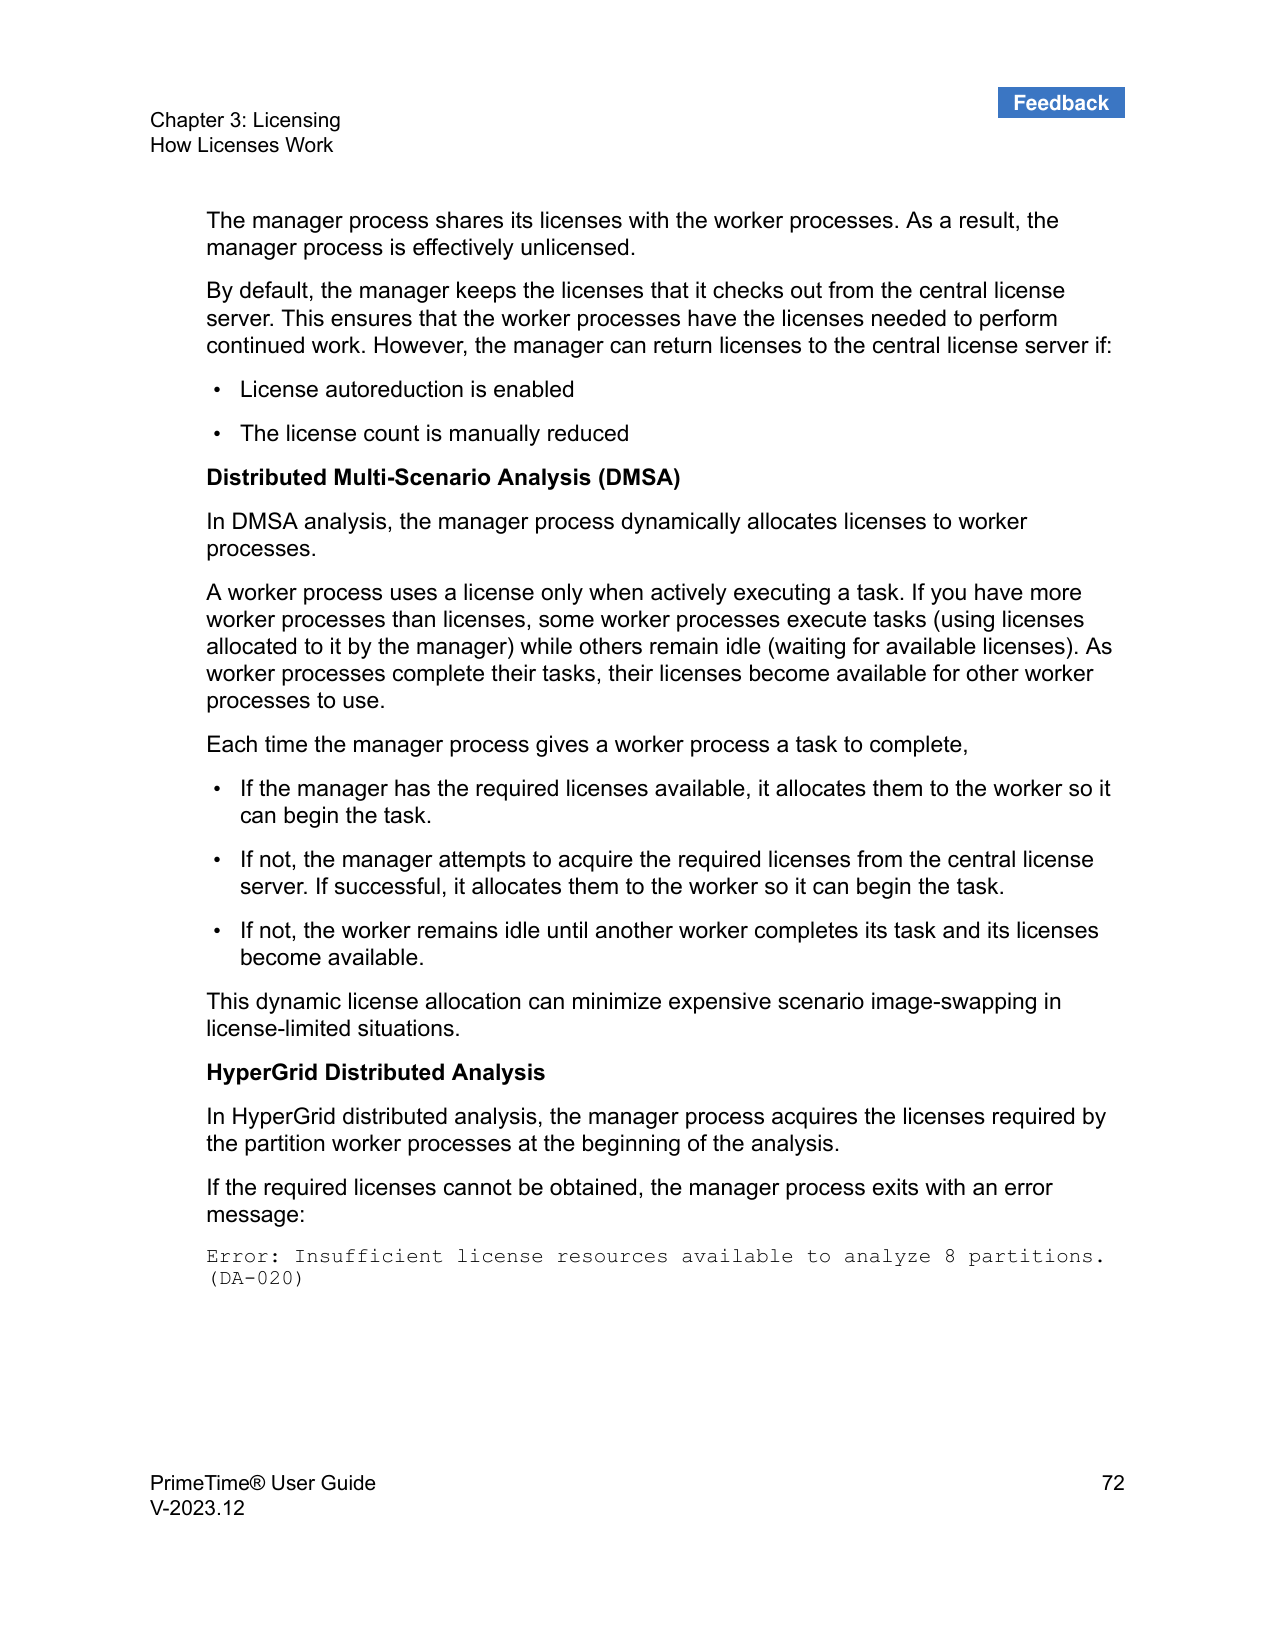 Feedback
Chapter 3: Licensing
How Licenses Work
The manager process shares its licenses with the worker processes. As a result, the
manager process is effectively unlicensed.
By default, the manager keeps the licenses that it checks out from the central license
server. This ensures that the worker processes have the licenses needed to perform
continued work. However, the manager can return licenses to the central license server if:
• License autoreduction is enabled
• The license count is manually reduced
Distributed Multi-Scenario Analysis (DMSA)
In DMSA analysis, the manager process dynamically allocates licenses to worker
processes.
A worker process uses a license only when actively executing a task. If you have more
worker processes than licenses, some worker processes execute tasks (using licenses
allocated to it by the manager) while others remain idle (waiting for available licenses). As
worker processes complete their tasks, their licenses become available for other worker
processes to use.
Each time the manager process gives a worker process a task to complete,
• If the manager has the required licenses available, it allocates them to the worker so it
can begin the task.
• If not, the manager attempts to acquire the required licenses from the central license
server. If successful, it allocates them to the worker so it can begin the task.
• If not, the worker remains idle until another worker completes its task and its licenses
become available.
This dynamic license allocation can minimize expensive scenario image-swapping in
license-limited situations.
HyperGrid Distributed Analysis
In HyperGrid distributed analysis, the manager process acquires the licenses required by
the partition worker processes at the beginning of the analysis.
If the required licenses cannot be obtained, the manager process exits with an error
message:
Error: Insufficient license resources available to analyze 8 partitions.
(DA-020)
PrimeTime® User Guide 72
V-2023.12